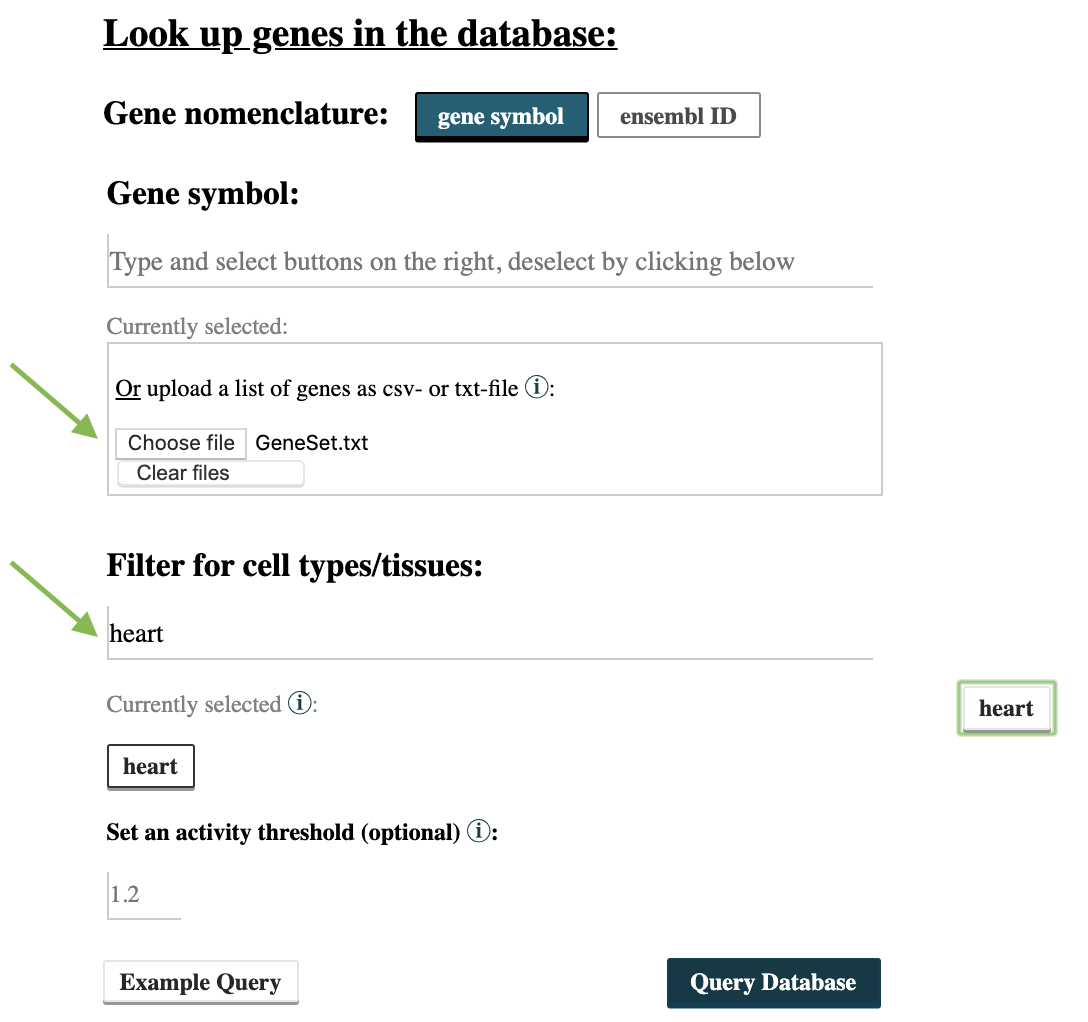 Look up genes in the database:
Gene nomenclature: gene symbol ensembl ID
Gene symbol:
Type and select buttons on the right, deselect by clicking below
Currently selected:
Or upload a list of genes as csv- or txt-file ⓘ:
Choose file GeneSet.txt
Clear files
Filter for cell types/tissues:
heart
Currently selected ⓘ:
heart
heart
Set an activity threshold (optional) ⓘ:
1.2
Example Query Query Database